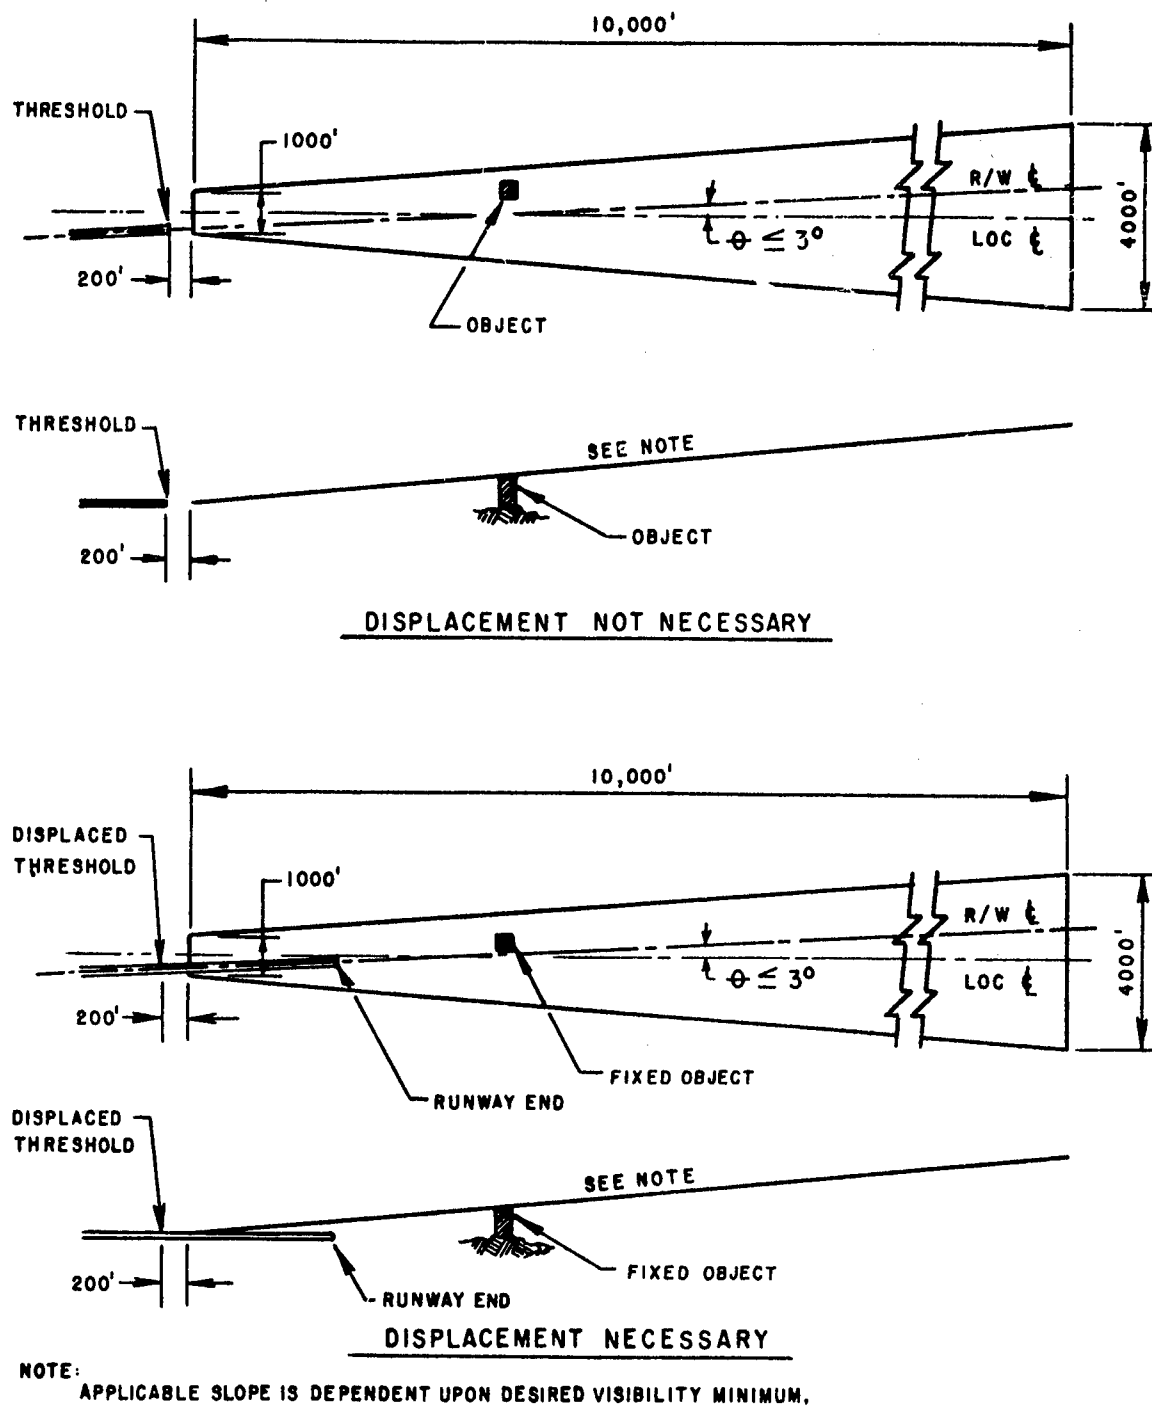 10,000'
THRESHOLD
1000'
R/W ℄
θ ≤ 3°
LOC ℄
4000'
200'
OBJECT
THRESHOLD
SEE NOTE
200'
OBJECT
DISPLACEMENT NOT NECESSARY
10,000'
DISPLACED
THRESHOLD
1000'
R/W ℄
θ ≤ 3°
LOC ℄
4000'
200'
FIXED OBJECT
RUNWAY END
DISPLACED
THRESHOLD
SEE NOTE
200'
FIXED OBJECT
RUNWAY END
DISPLACEMENT NECESSARY
NOTE:
APPLICABLE SLOPE IS DEPENDENT UPON DESIRED VISIBILITY MINIMUM.